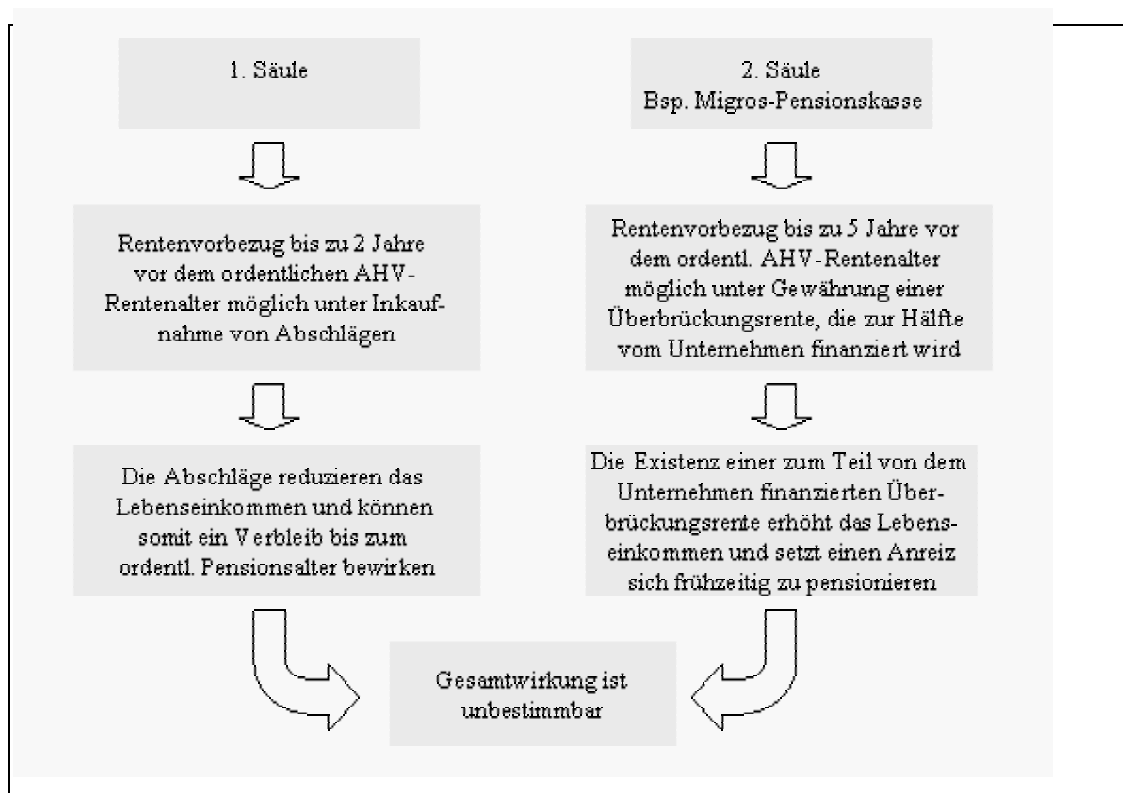 1. Säule
Rentenvorbezug bis zu 2 Jahre
vor dem ordentlichen AHV-
Rentenalter möglich unter Inkauf-
nahme von Abschlägen
Die Abschläge reduzieren das
Lebenseinkommen und können
somit ein Verbleib bis zum
ordentl. Pensionsalter bewirken
2. Säule
Bsp. Migros-Pensionskasse
Rentenvorbezug bis zu 5 Jahre vor
dem ordentl. AHV-Rentenalter
möglich unter Gewährung einer
Überbrückungsrente, die zur Hälfte
vom Unternehmen finanziert wird
Die Existenz einer zum Teil von dem
Unternehmen finanzierten Über-
brückungsrente erhöht das Lebens-
einkommen und setzt einen Anreiz
sich frühzeitig zu pensionieren
Gesamtwirkung ist
unbestimmbar